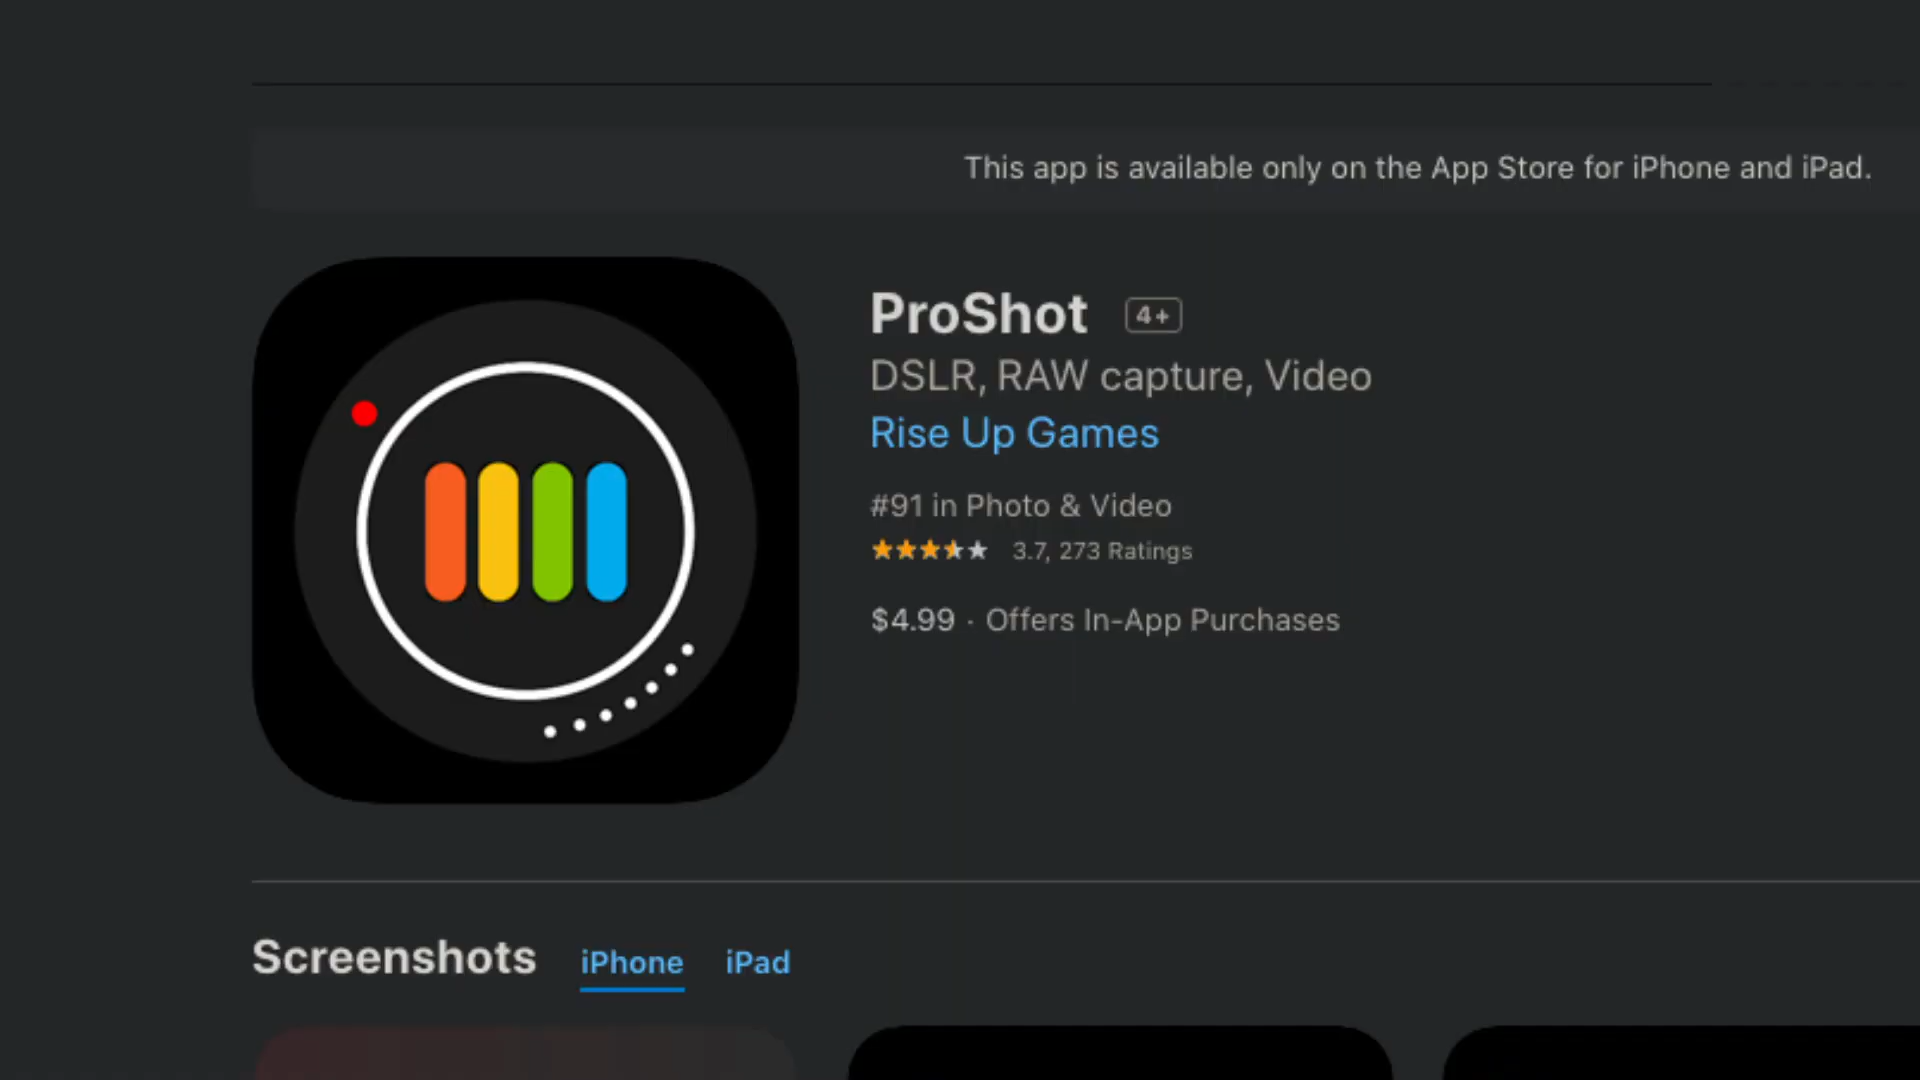 This app is available only on the App Store for iPhone and iPad.
ProShot 4+
DSLR, RAW capture, Video
Rise Up Games
#91 in Photo & Video
3.7, 273 Ratings
$4.99 · Offers In-App Purchases
Screenshots iPhone iPad